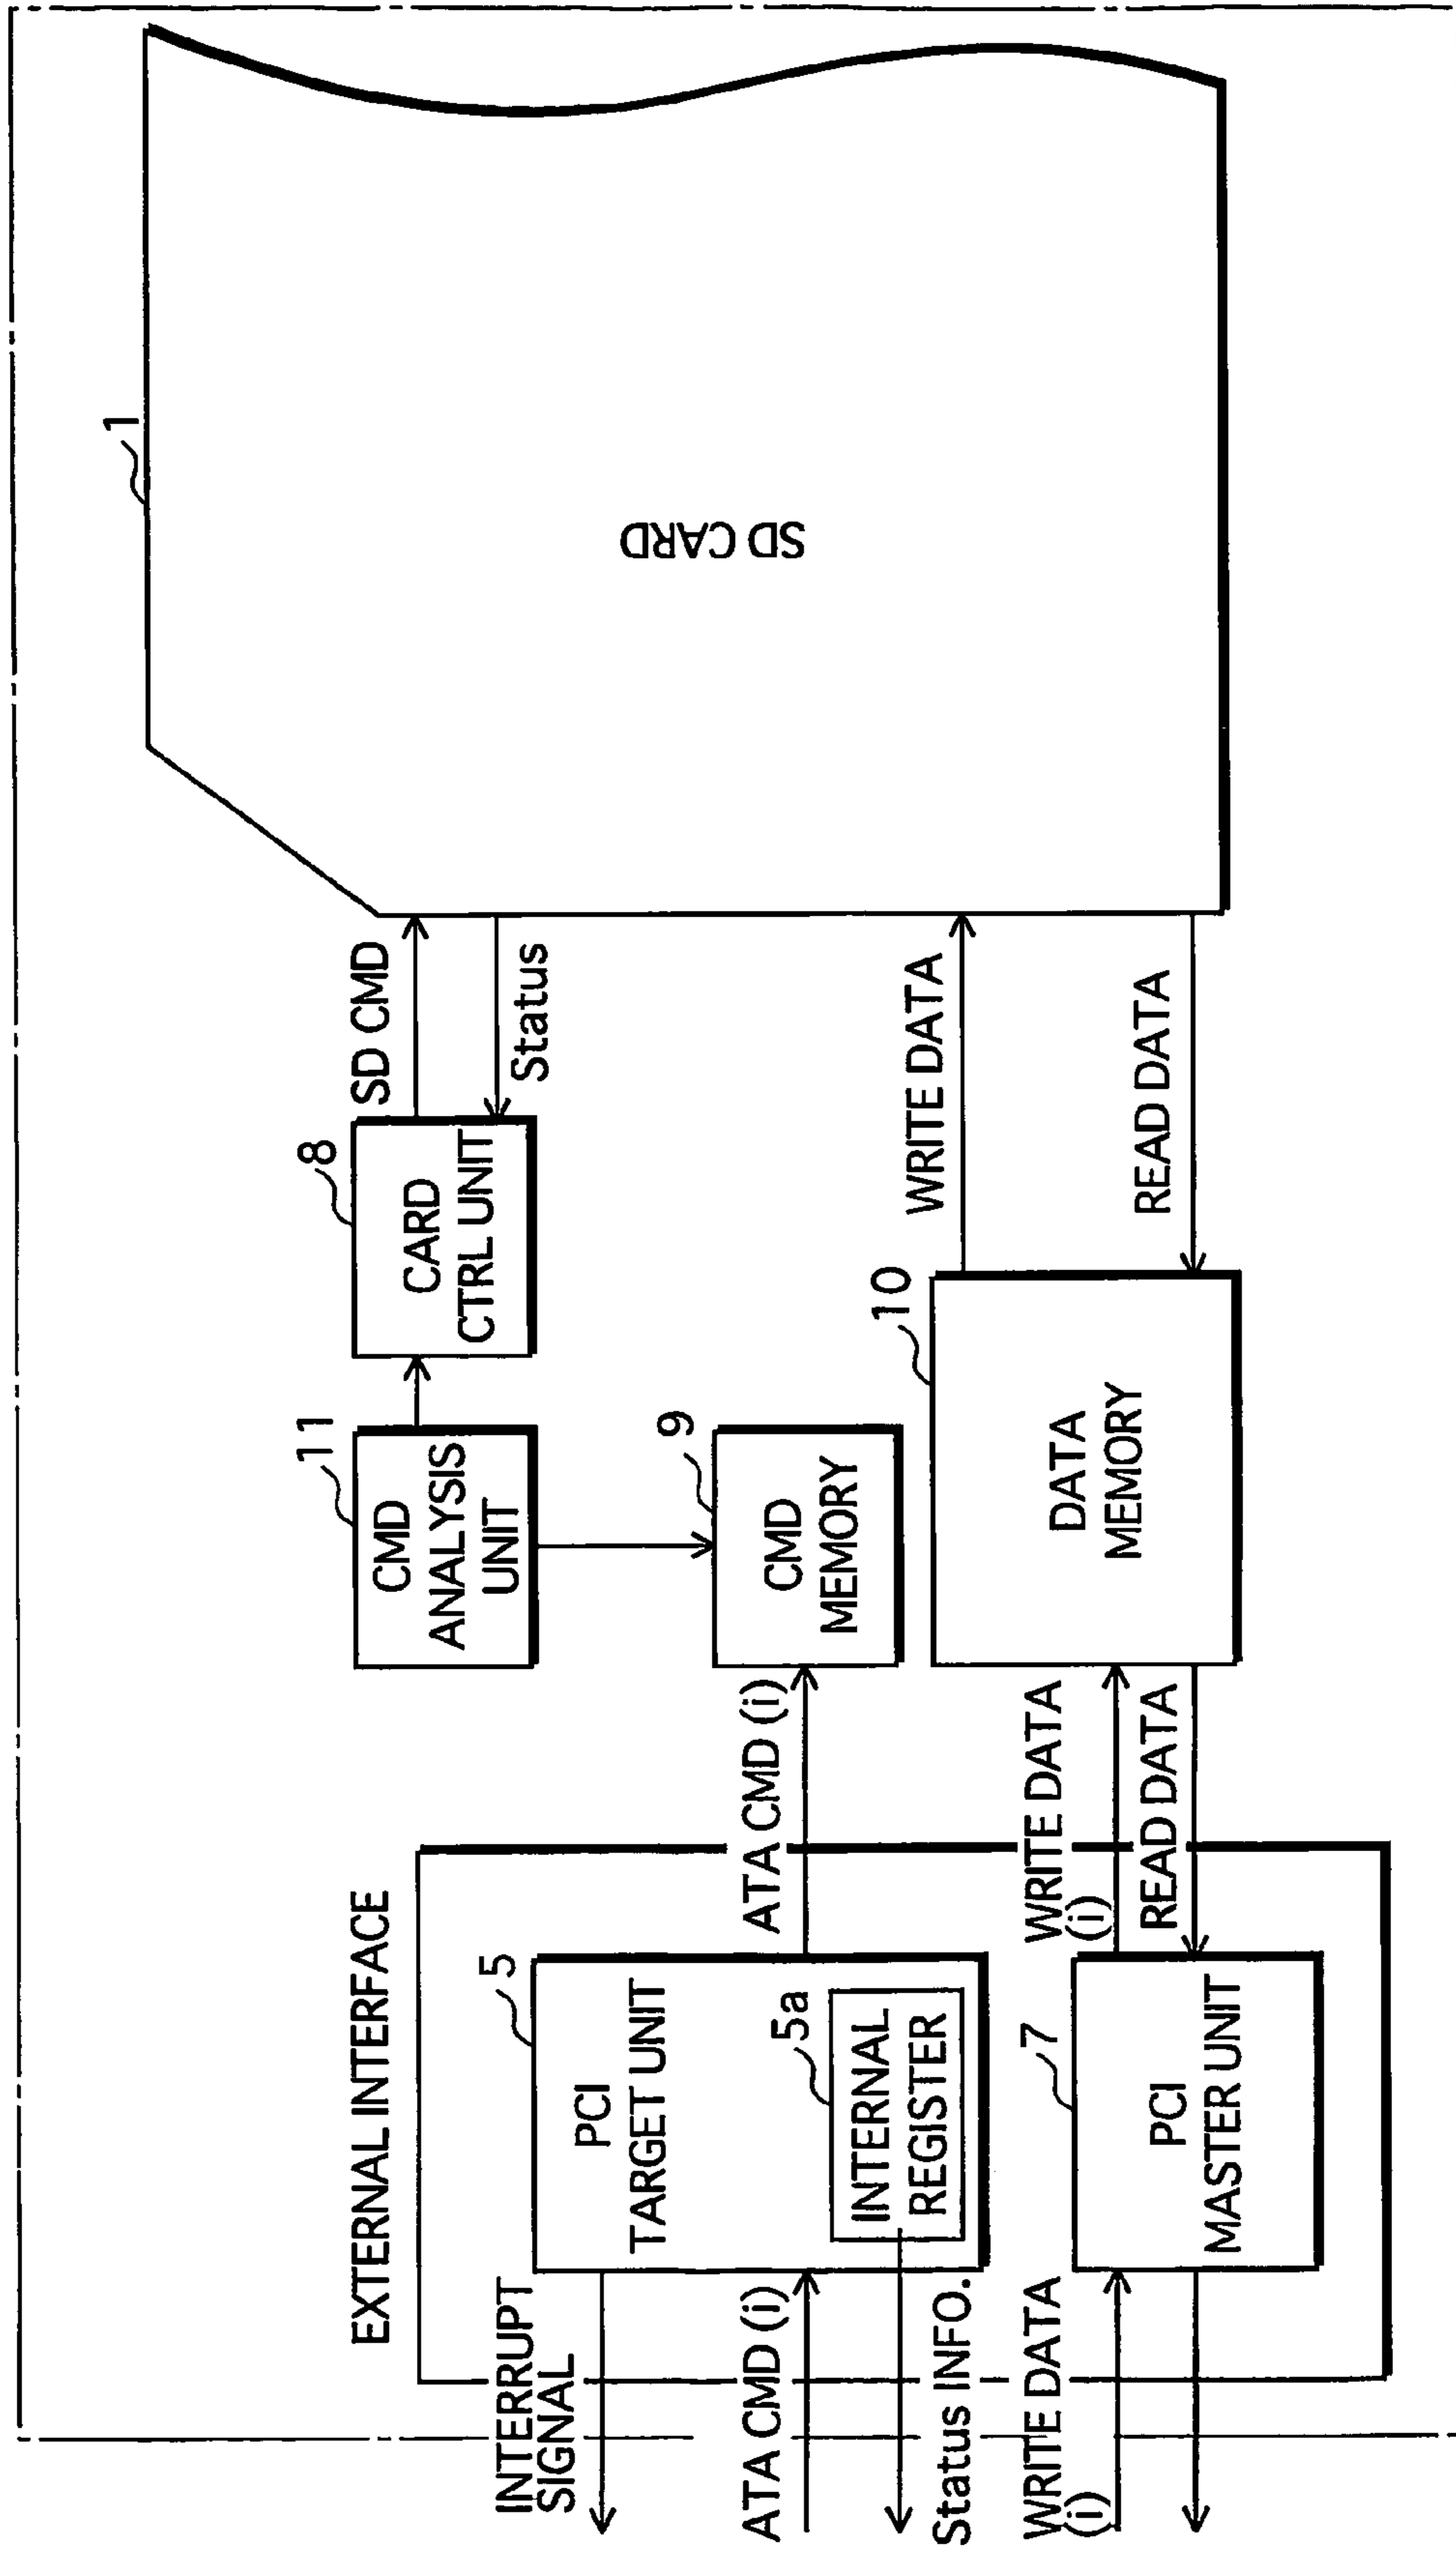 EXTERNAL INTERFACE
INTERRUPT
SIGNAL
5
PCI
TARGET UNIT
5a
INTERNAL
REGISTER
ATA CMD (i)
Status INFO.
WRITE DATA
(i)
7
PCI
MASTER UNIT
ATA CMD (i)
WRITE DATA
(i)
READ DATA
11
CMD
ANALYSIS
UNIT
9
CMD
MEMORY
10
DATA
MEMORY
8
CARD
CTRL UNIT
SD CMD
Status
WRITE DATA
READ DATA
1
SD CARD